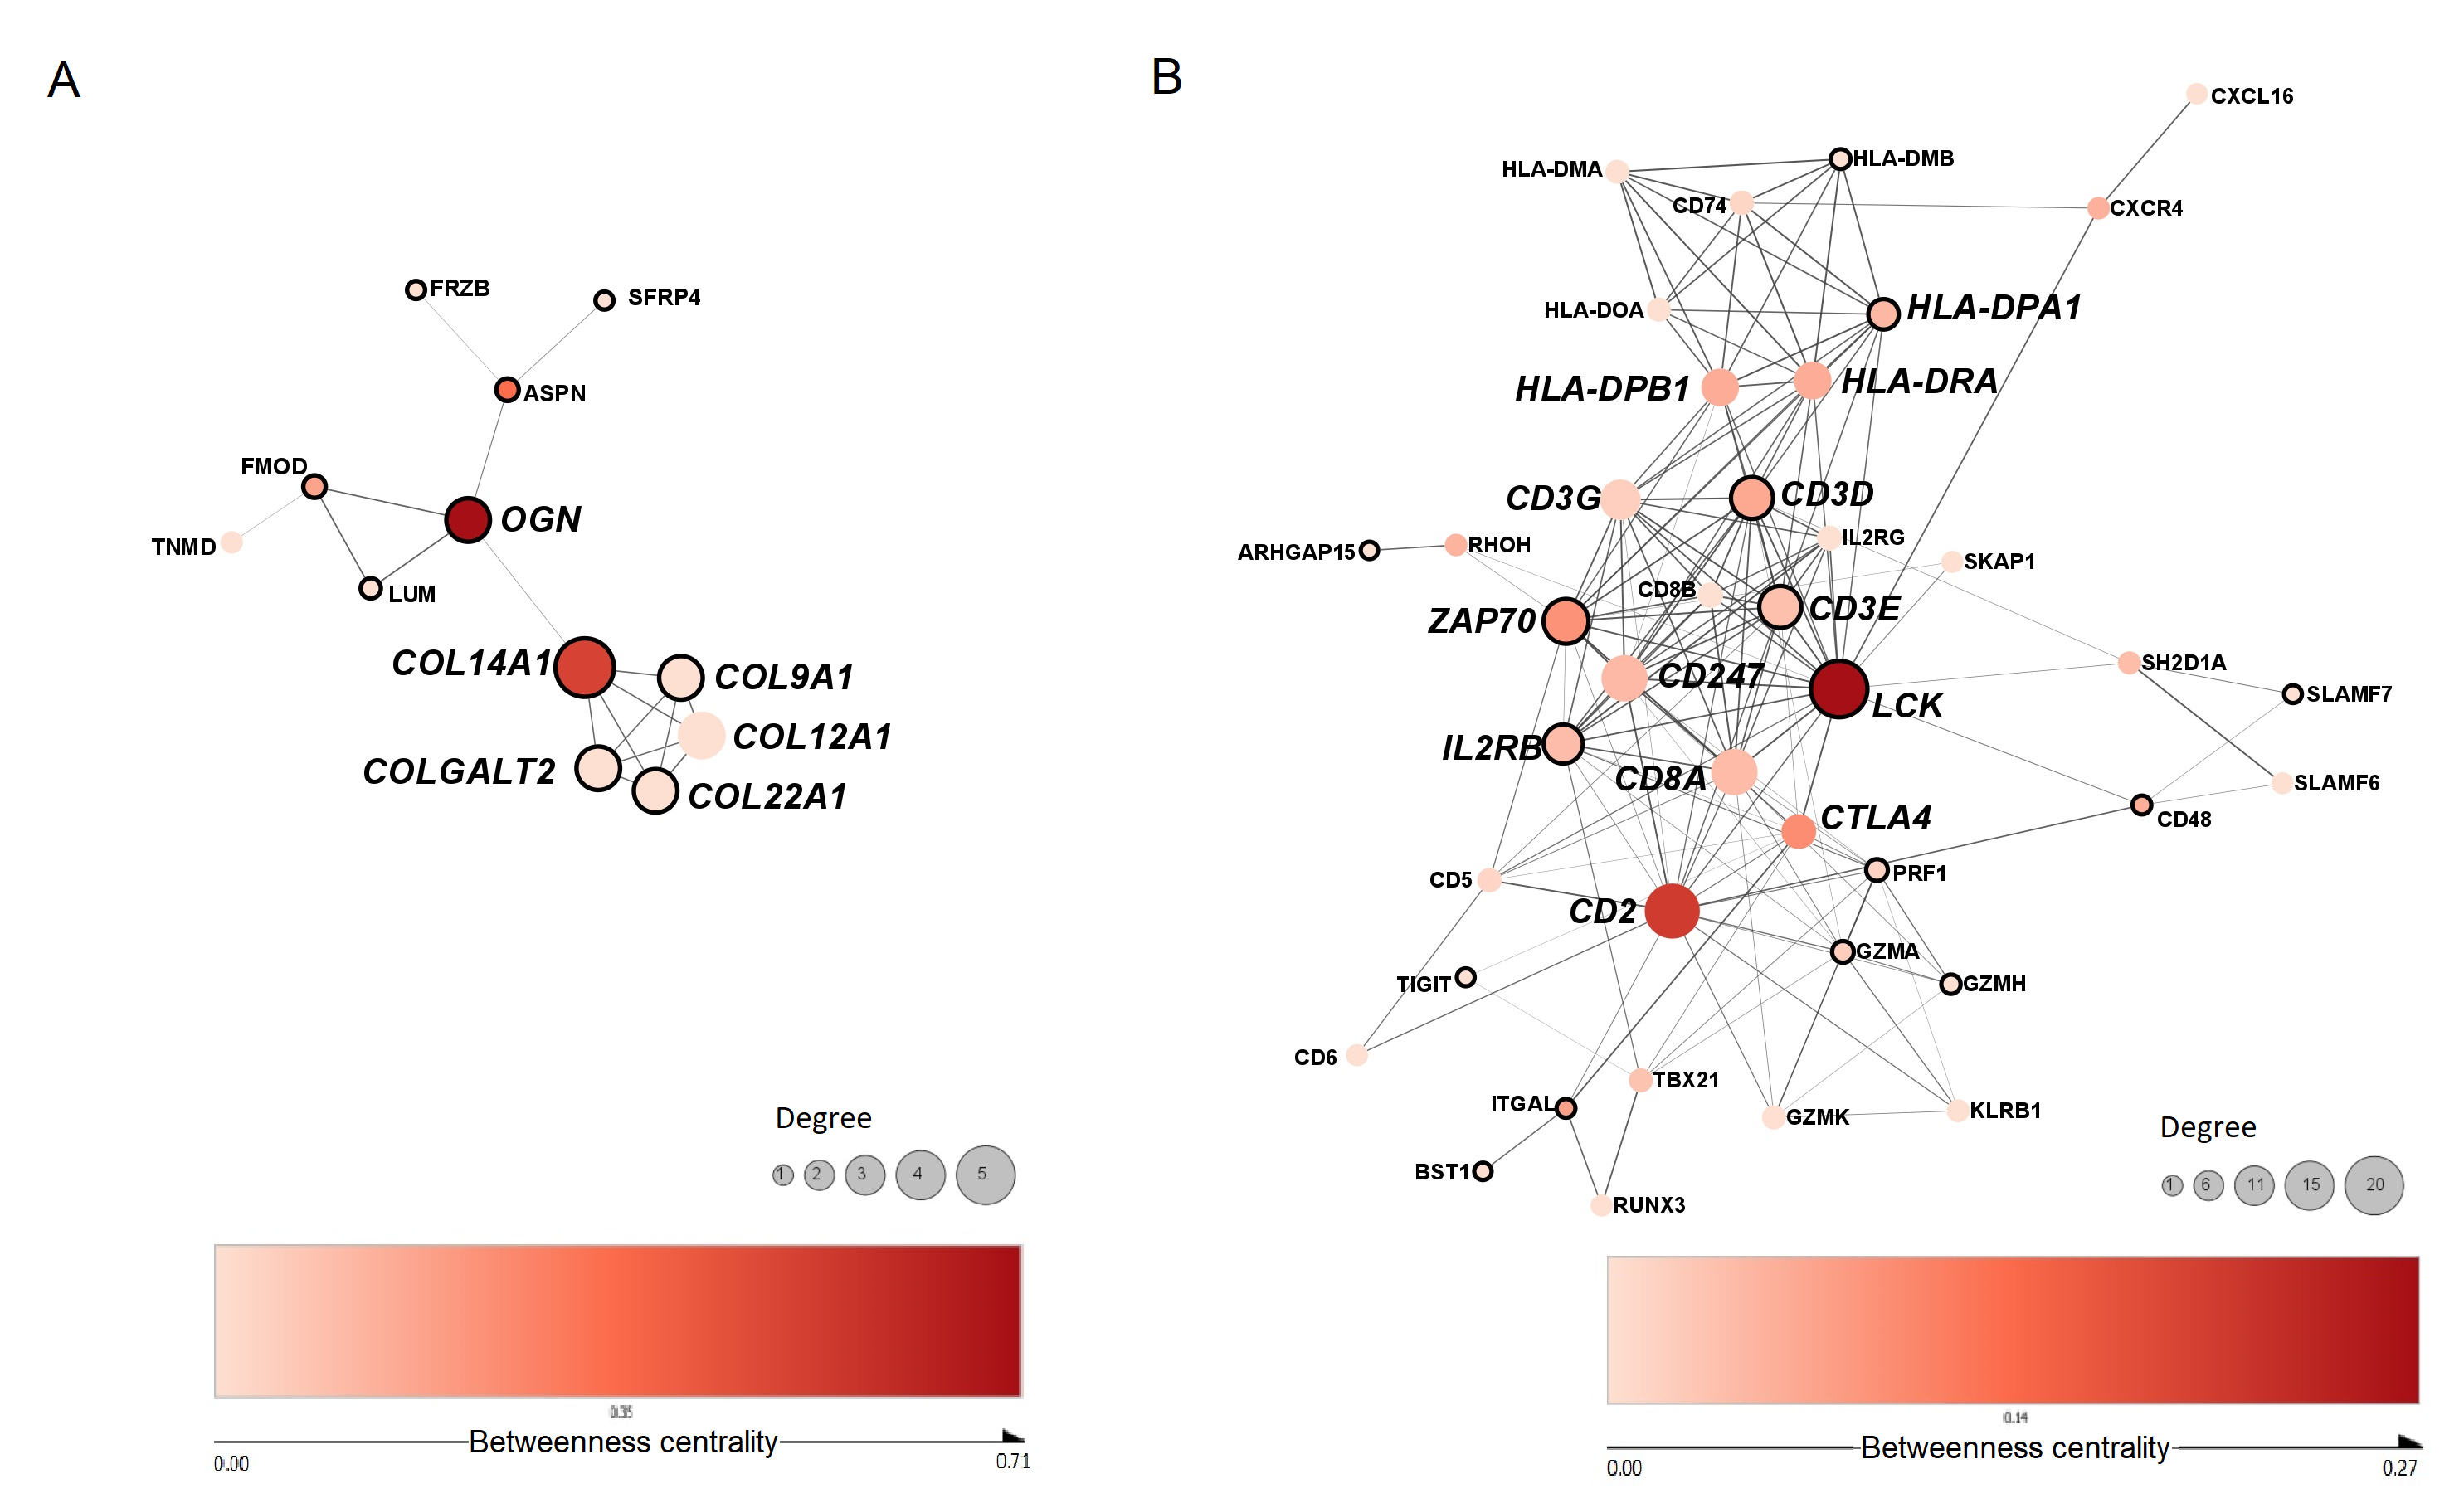 A
FRZB
SFRP4
ASPN
FMOD
OGN
TNMD
LUM
COL14A1
COL9A1
COL12A1
COLGALT2
COL22A1
Degree
1 2 3 4 5
0.35
Betweenness centrality
0.00 0.71
B
CXCL16
HLA-DMB
HLA-DMA
CD74
CXCR4
HLA-DPA1
HLA-DOA
HLA-DPB1
HLA-DRA
CD3G
CD3D
IL2RG
ARHGAP15
RHOH
SKAP1
CD8B
CD3E
ZAP70
SH2D1A
CD247
SLAMF7
LCK
IL2RB
CD8A
SLAMF6
CTLA4
CD48
PRF1
CD5
CD2
GZMA
TIGIT
GZMH
CD6
TBX21
ITGAL
GZMK
KLRB1
BST1
RUNX3
Degree
1 6 11 15 20
0.14
Betweenness centrality
0.00 0.27